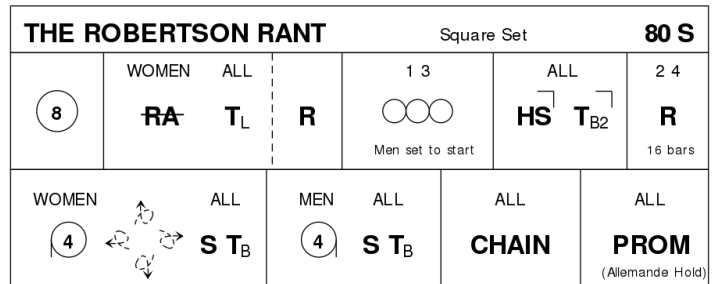 THE ROBERTSON RANT Square Set 80 S
WOMEN ALL 1 3 ALL 2 4
8 RA TL R HS TB2 R
Men set to start 16 bars
WOMEN ALL MEN ALL ALL ALL
4 S TB 4 S TB CHAIN PROM
(Allemande Hold)